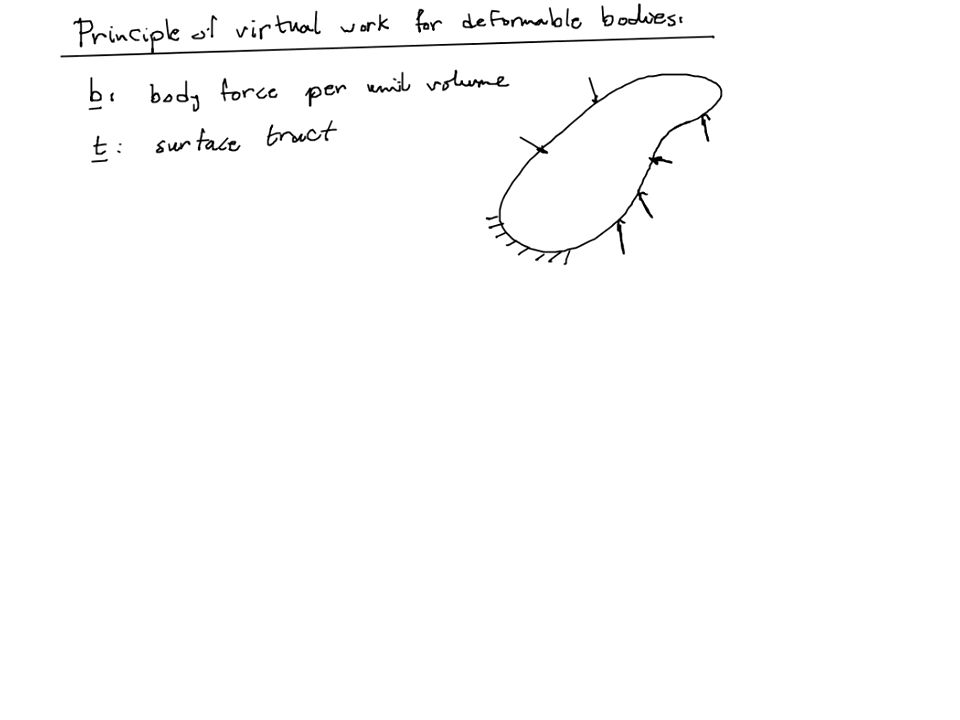 Principle of virtual work for deformable bodies:
b: body force per unit volume
t: surface tract